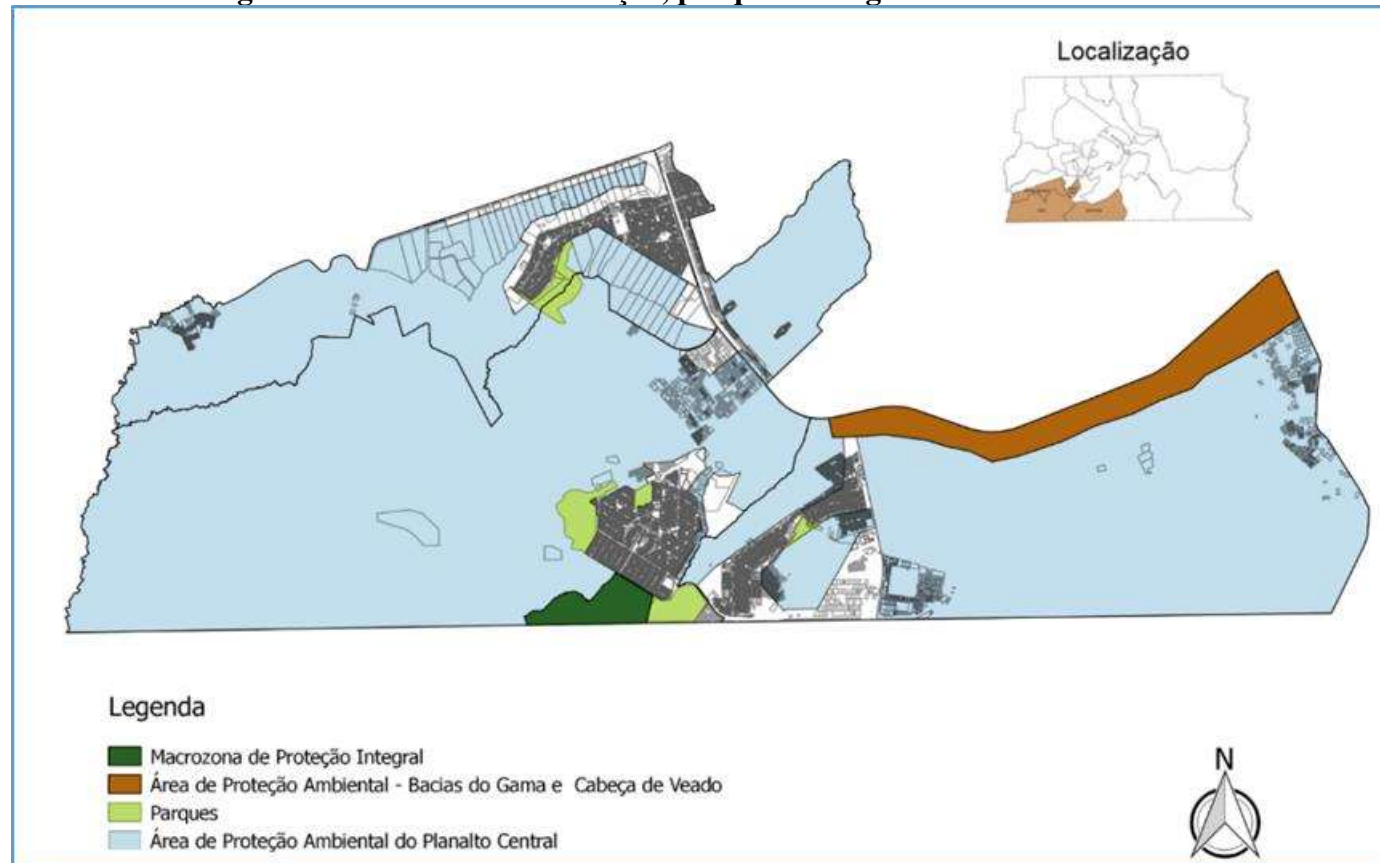 Localização
Legenda
Macrozona de Proteção Integral
Área de Proteção Ambiental - Bacias do Gama e Cabeça de Veado
Parques
Área de Proteção Ambiental do Planalto Central
N